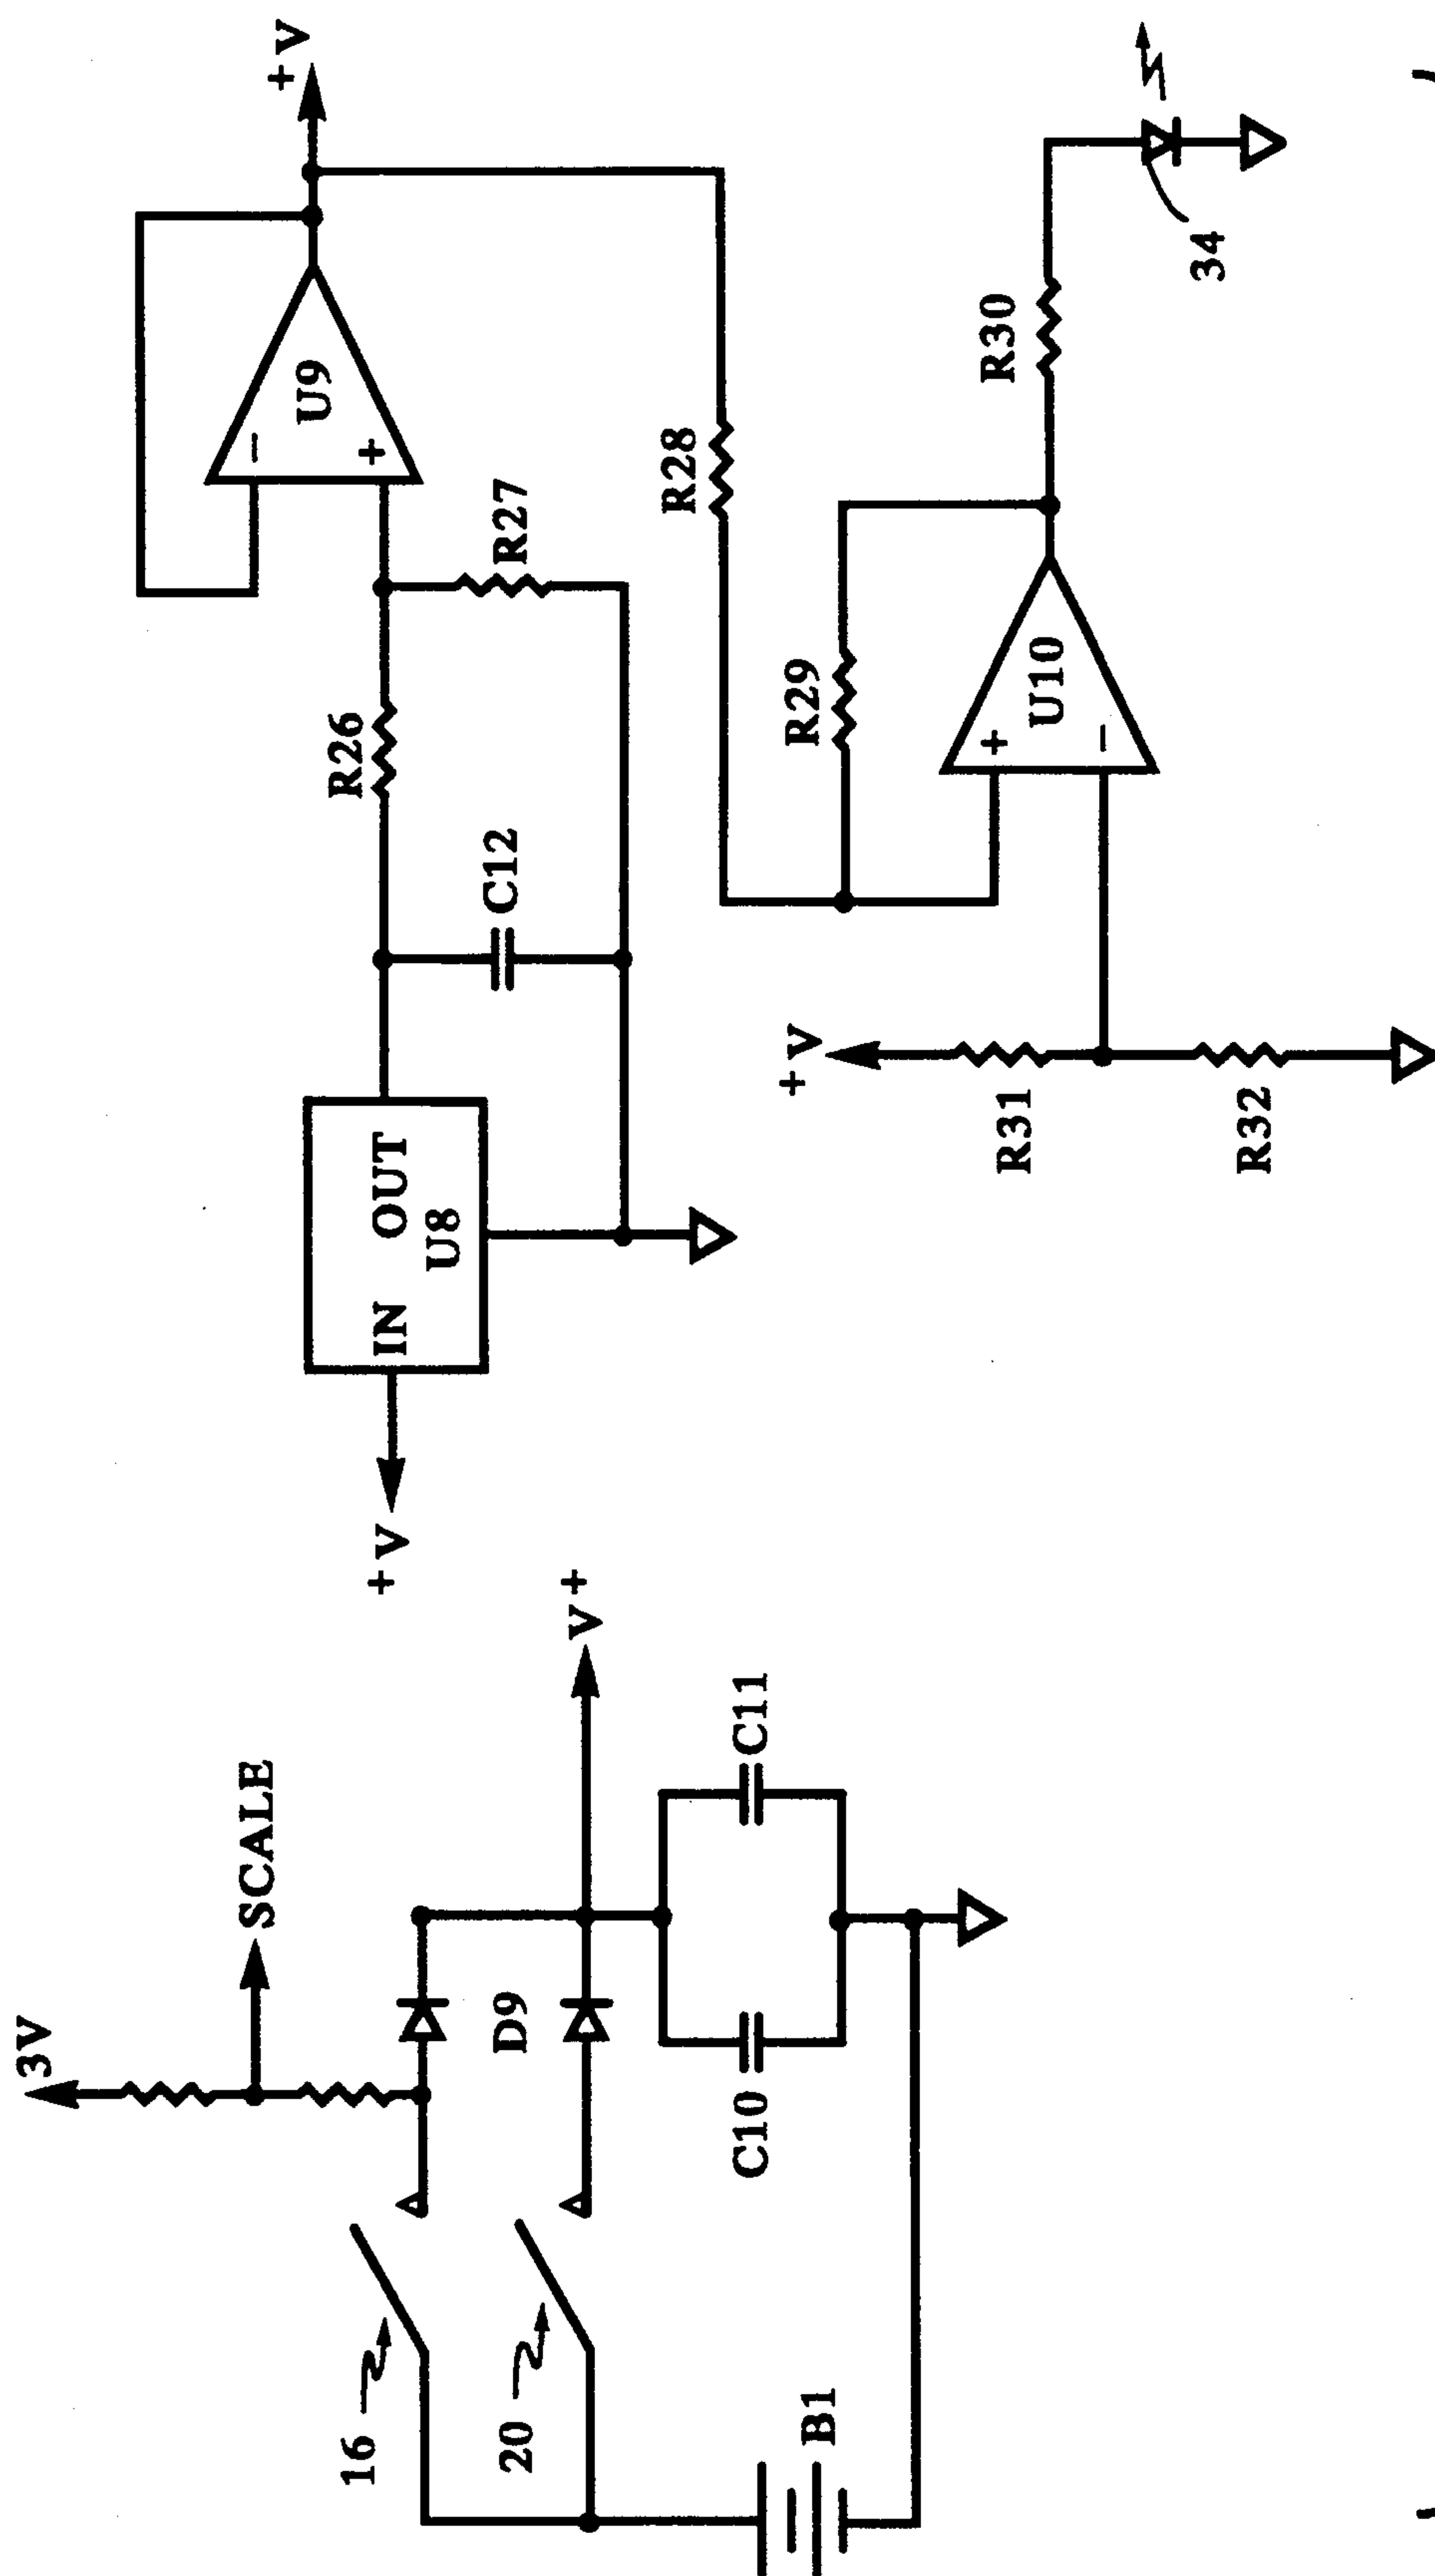 3V
SCALE
16
20
D9
V+
C10
C11
B1
+V
IN OUT
U8
C12
R26
R27
U9
−
+
+V
R28
R29
+V
R31
R32
U10
+
−
R30
34